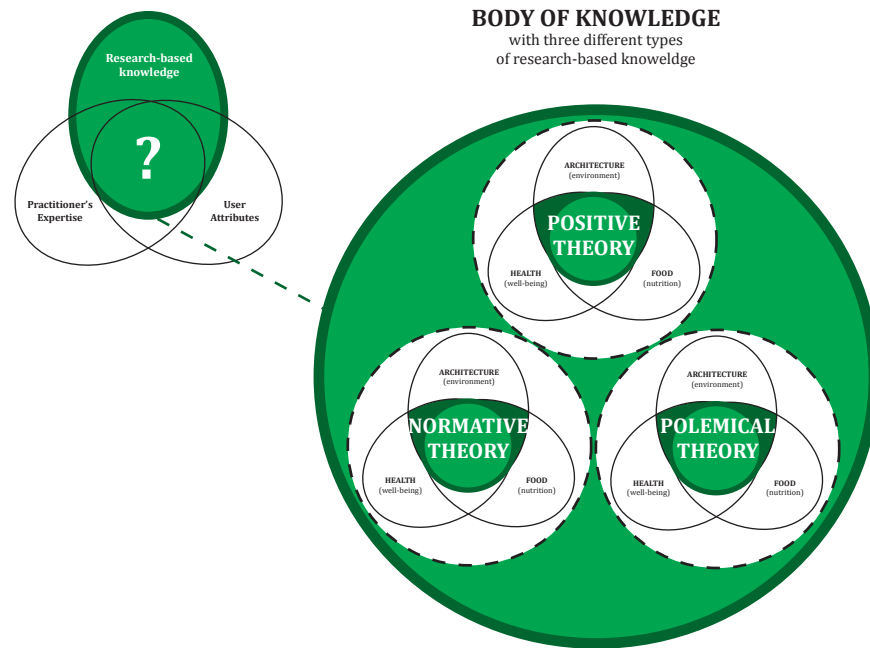 BODY OF KNOWLEDGE
with three different types
of research-based knoweldge
Research-based
knowledge
?
Practitioner's
Expertise
User
Attributes
ARCHITECTURE
(environment)
POSITIVE
THEORY
HEALTH
(well-being)
FOOD
(nutrition)
ARCHITECTURE
(environment)
NORMATIVE
THEORY
HEALTH
(well-being)
FOOD
(nutrition)
ARCHITECTURE
(environment)
POLEMICAL
THEORY
HEALTH
(well-being)
FOOD
(nutrition)